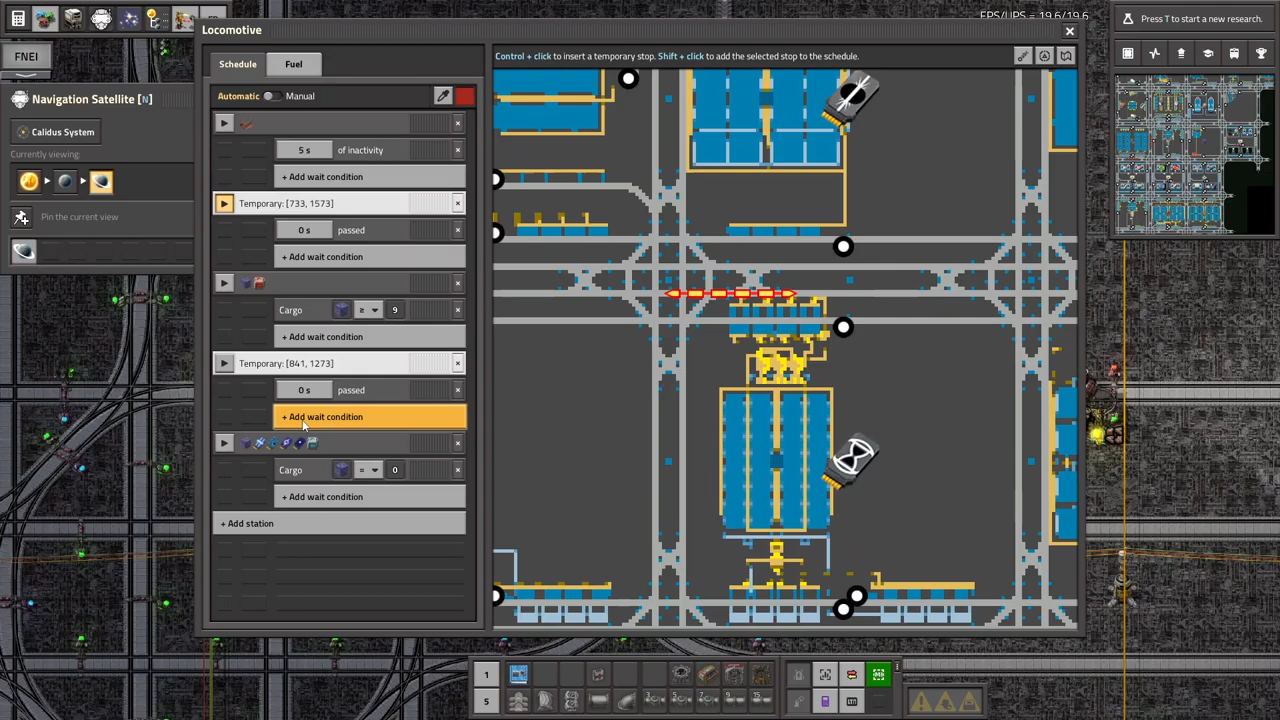 FPS/UPS = 19.6/19.6
Locomotive
Press T to start a new research.
FNEI
Schedule
Fuel
Control + click to insert a temporary stop. Shift + click to add the selected stop to the schedule.
Navigation Satellite [N]
Automatic
Manual
Calidus System
5 s
of inactivity
Currently viewing:
+ Add wait condition
Temporary: [733, 1573]
Pin the current view
0 s
passed
+ Add wait condition
Cargo
≥
9
+ Add wait condition
Temporary: [841, 1273]
0 s
passed
+ Add wait condition
Cargo
=
0
+ Add wait condition
+ Add station
1
5